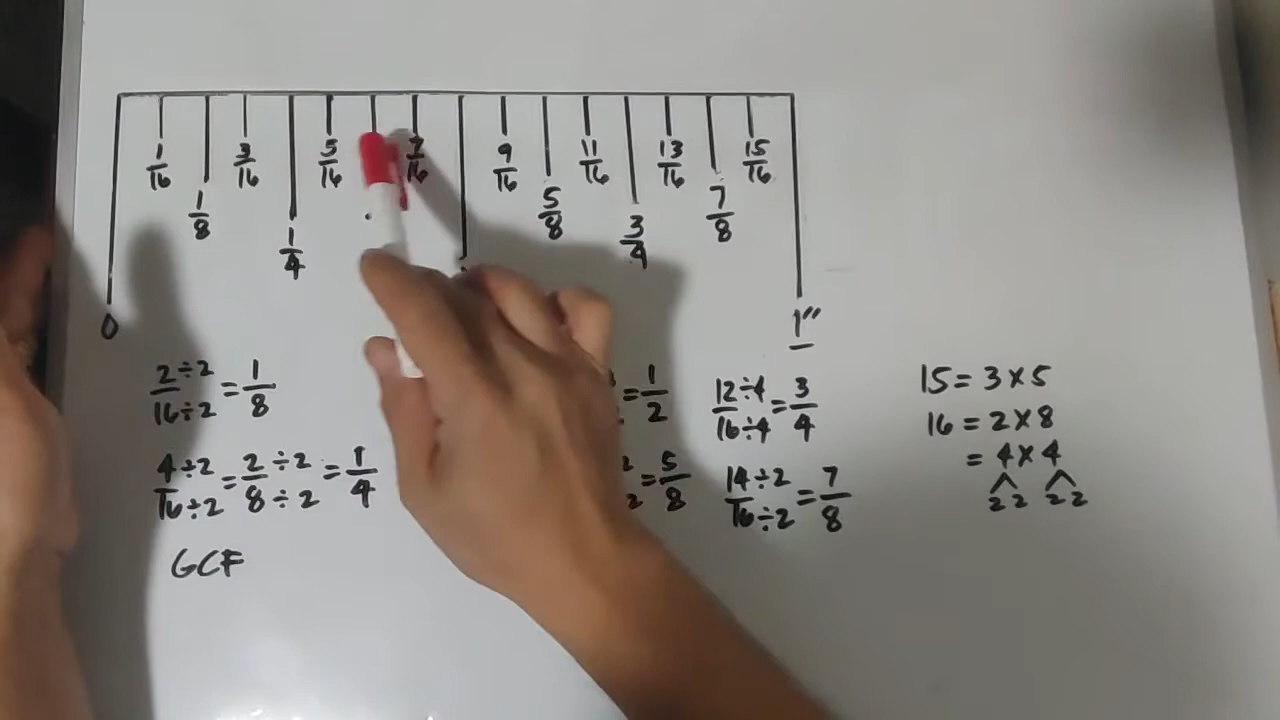 1/16 3/16 5/16 7/16 9/16 11/16 13/16 15/16
1/8 5/8 7/8
1/4 3/4
0 1"
2÷2/16÷2 = 1/8
= 1/2
12÷4/16÷4 = 3/4
4÷2/16÷2 = 2÷2/8÷2 = 1/4
= 5/8
14÷2/16÷2 = 7/8
GCF
15 = 3 × 5
16 = 2 × 8
= 4 × 4
2 2 2 2